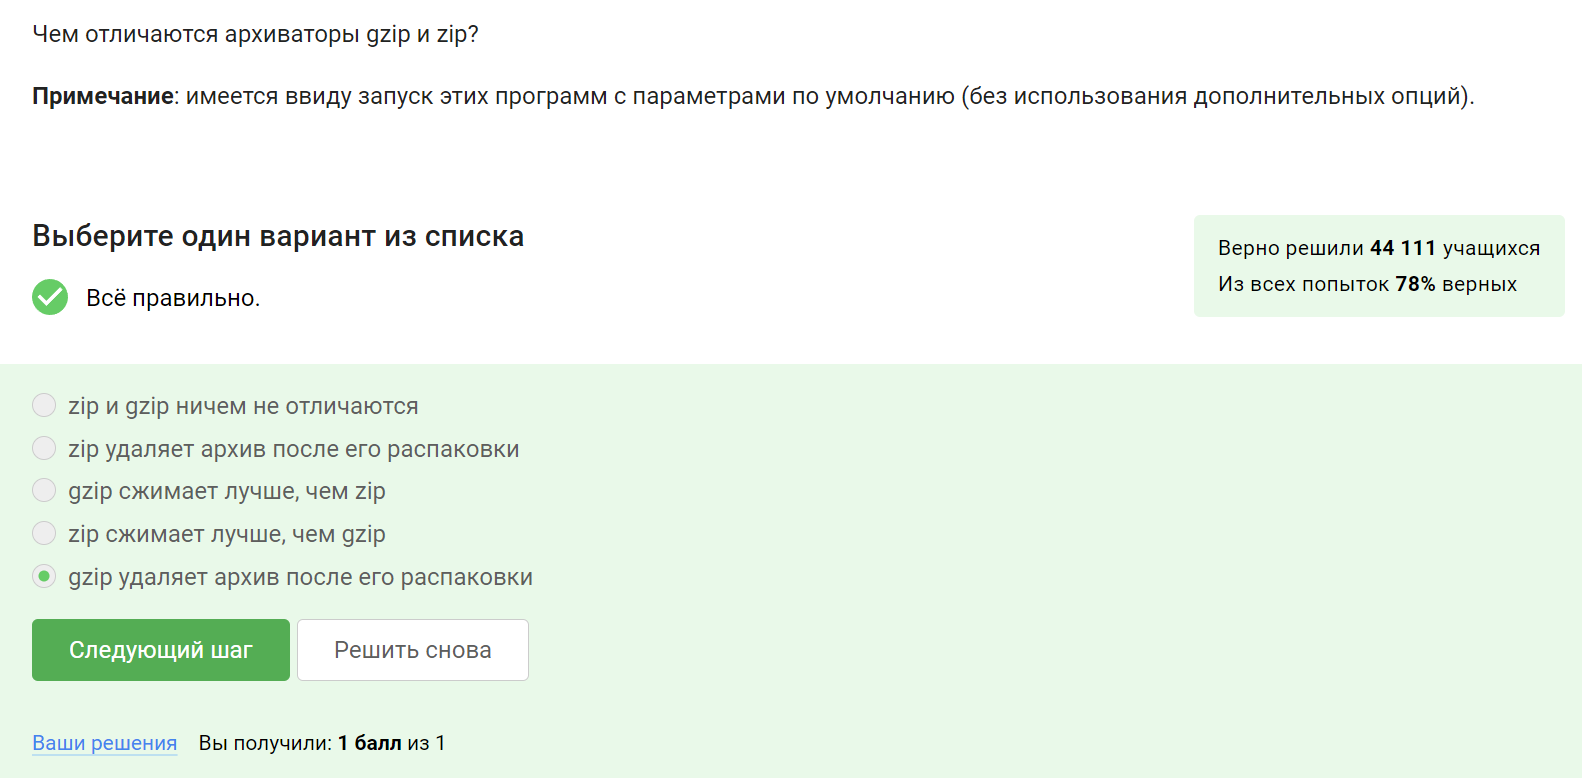 Чем отличаются архиваторы gzip и zip?
Примечание: имеется ввиду запуск этих программ с параметрами по умолчанию (без использования дополнительных опций).
Выберите один вариант из списка
Всё правильно.
Верно решили 44 111 учащихся
Из всех попыток 78% верных
zip и gzip ничем не отличаются
zip удаляет архив после его распаковки
gzip сжимает лучше, чем zip
zip сжимает лучше, чем gzip
gzip удаляет архив после его распаковки
Следующий шаг
Решить снова
Ваши решения Вы получили: 1 балл из 1